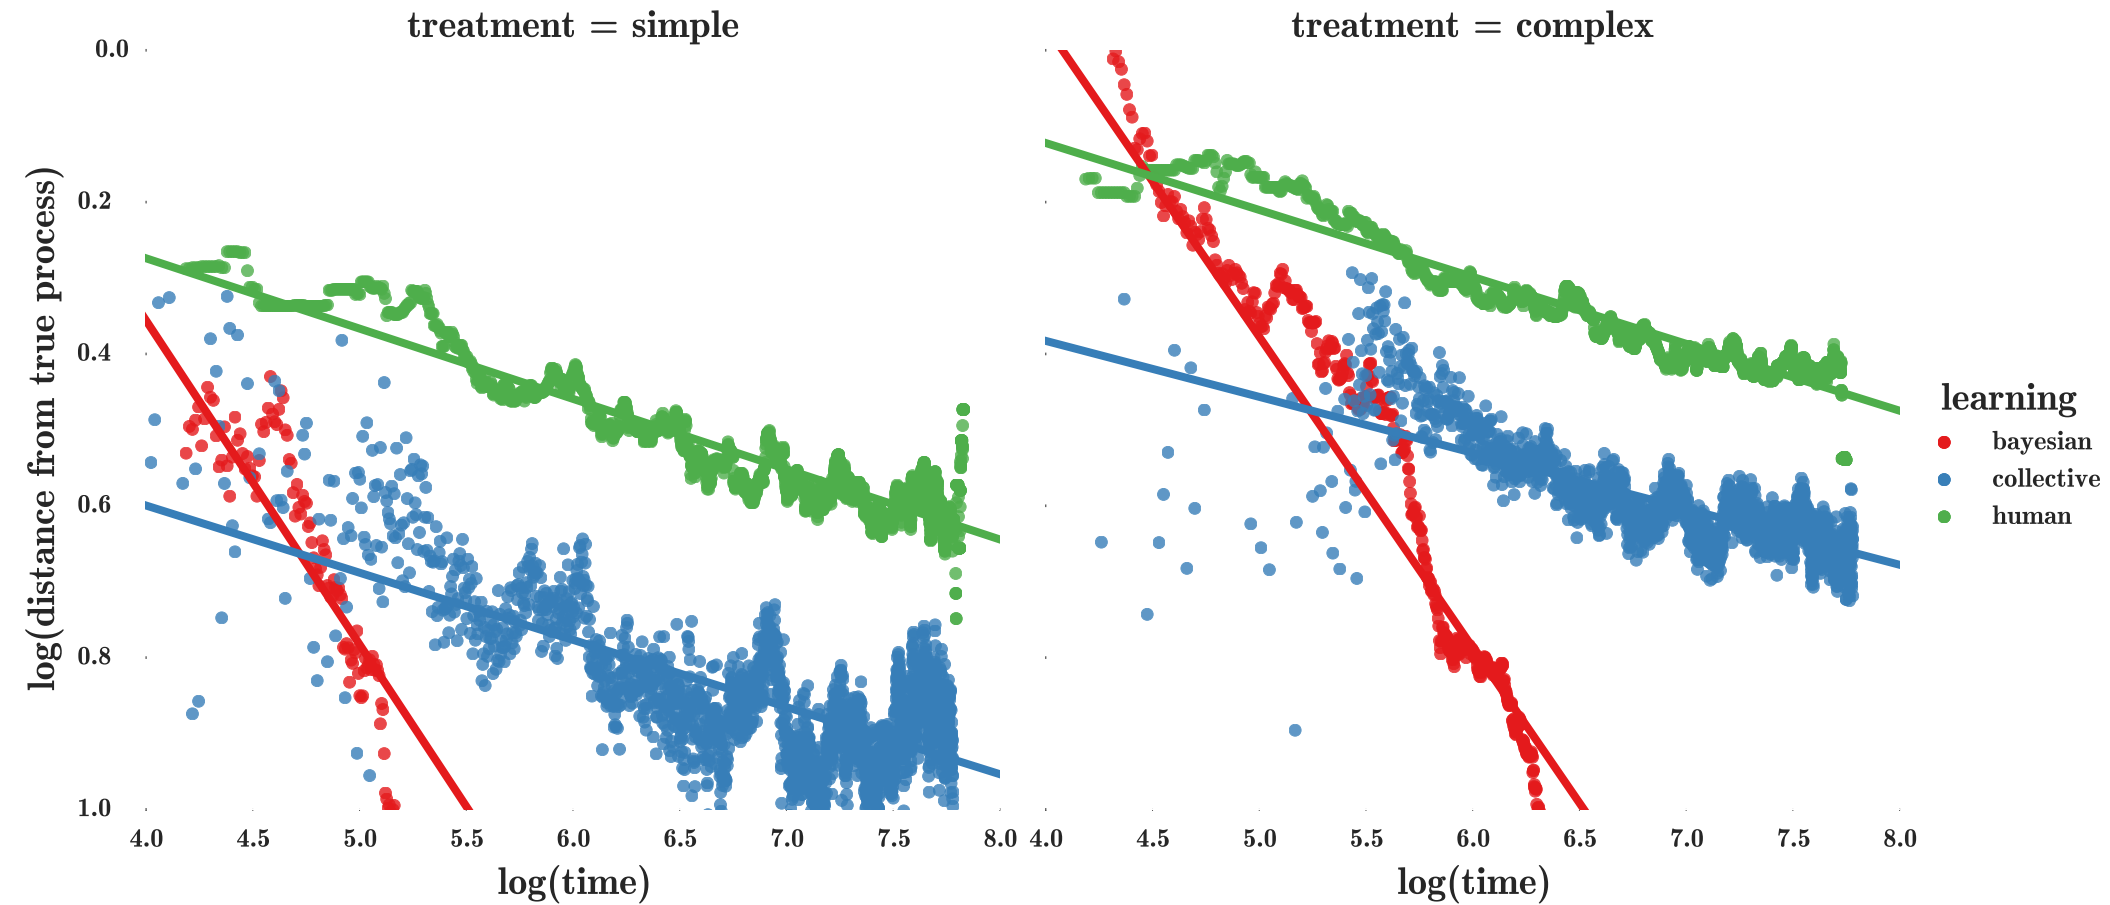 treatment = simple
treatment = complex
log(distance from true process)
0.0
0.2
0.4
0.6
0.8
1.0
4.0 4.5 5.0 5.5 6.0 6.5 7.0 7.5 8.0
4.0 4.5 5.0 5.5 6.0 6.5 7.0 7.5 8.0
log(time)
log(time)
learning
bayesian
collective
human